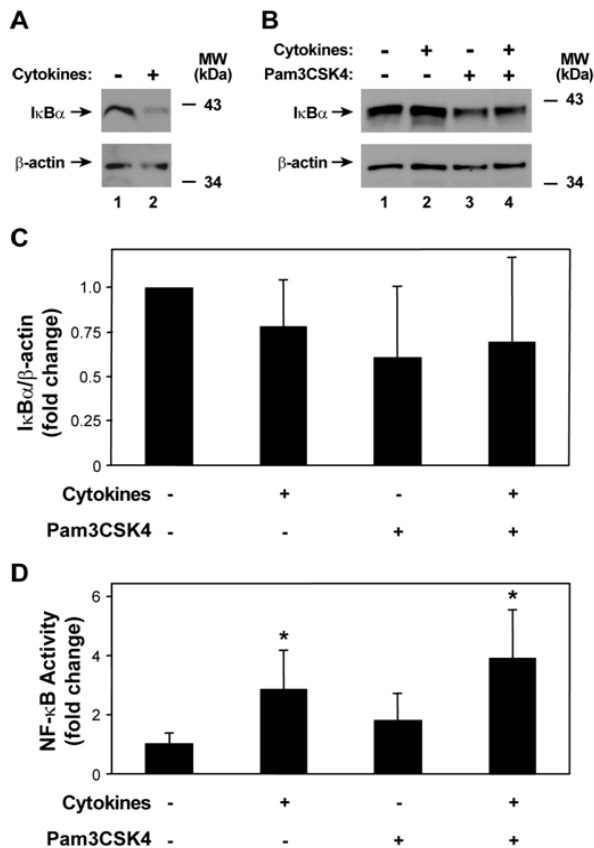 A
MW
(kDa)
Cytokines: - +
IκBα
43
β-actin
34
1 2
B
Cytokines: - + - +
Pam3CSK4: - - + +
MW
(kDa)
IκBα
43
β-actin
34
1 2 3 4
C
IκBα/β-actin
(fold change)
1.0
0.75
0.5
0.25
0
Cytokines - + - +
Pam3CSK4 - - + +
D
NF-κB Activity
(fold change)
6
4
2
0
* *
Cytokines - + - +
Pam3CSK4 - - + +